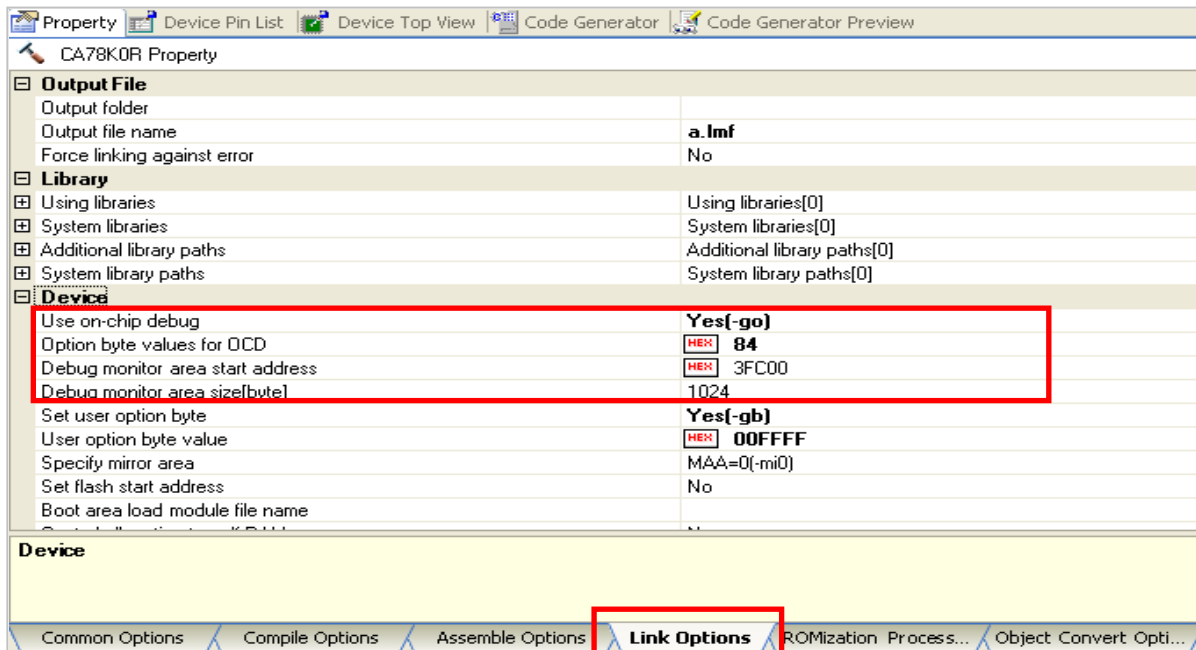 Property Device Pin List Device Top View Code Generator Code Generator Preview
CA78K0R Property
Output File
Output folder
Output file name a.lmf
Force linking against error No
Library
Using libraries Using libraries[0]
System libraries System libraries[0]
Additional library paths Additional library paths[0]
System library paths System library paths[0]
Device
Use on-chip debug Yes(-go)
Option byte values for OCD HEX 84
Debug monitor area start address HEX 3FC00
Debug monitor area size[byte] 1024
Set user option byte Yes(-gb)
User option byte value HEX 00FFFF
Specify mirror area MAA=0(-mi0)
Set flash start address No
Boot area load module file name
Device
Common Options Compile Options Assemble Options Link Options ROMization Process... Object Convert Opti...